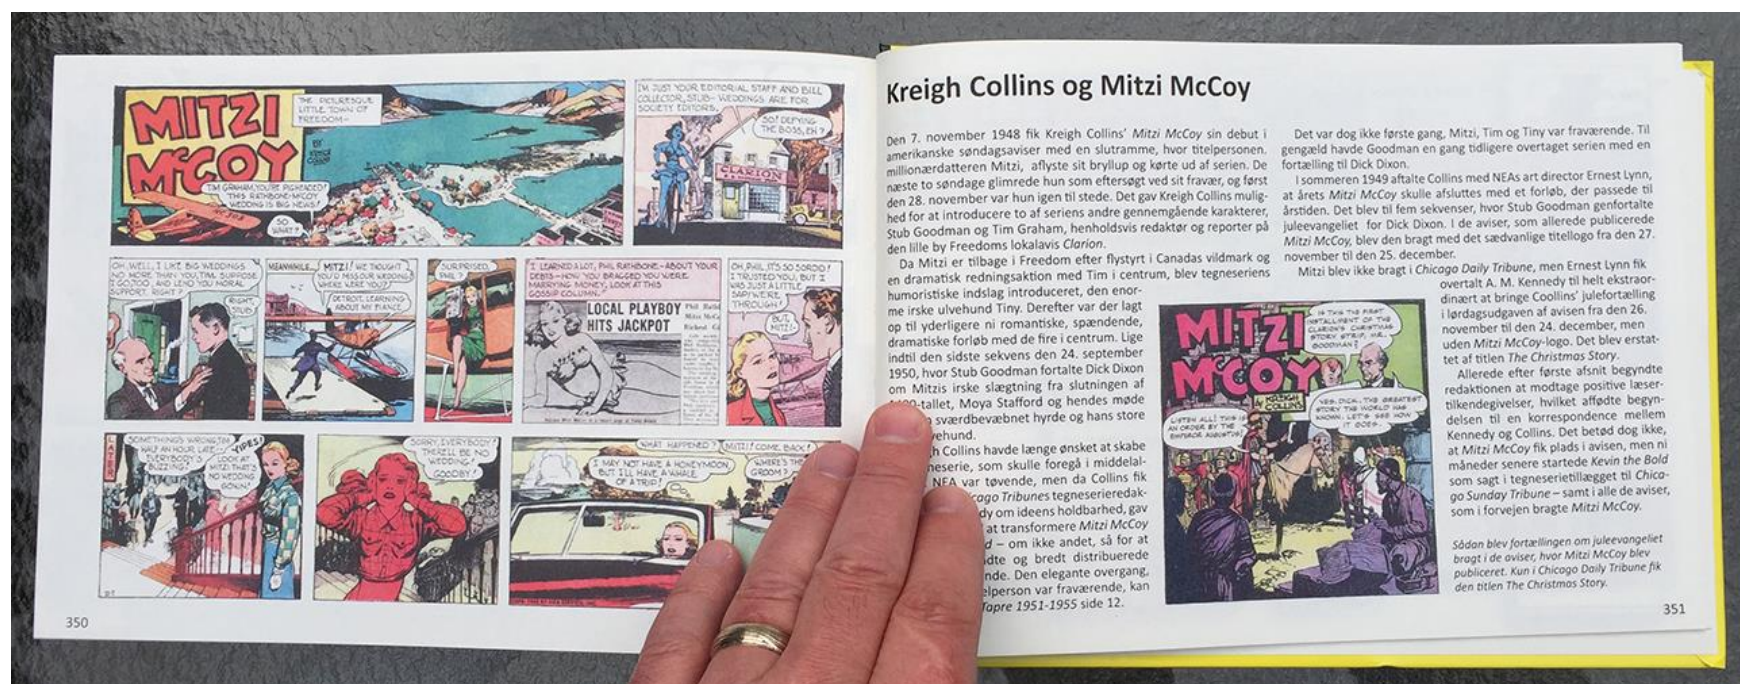 MITZI
McCOY
THE PICTURESQUE
LITTLE TOWN OF
FREEDOM—
BY
KREIGH
COLLINS
TIM GRAHAM, YOU'RE PIGHEADED!
THIS RATHBONE-McCOY
WEDDING IS BIG NEWS!
SO
WHAT?
I'M JUST YOUR EDITORIAL STAFF AND BILL
COLLECTOR, STUB— WEDDINGS ARE FOR
SOCIETY EDITORS.
SO! DEFYING
THE BOSS, EH?
CLARION
OH, WELL, I LIKE BIG WEDDINGS
NO MORE THAN YOU, TIM. SUPPOSE
I GO, TOO, AND LEND YOU MORAL
SUPPORT. RIGHT?
RIGHT,
STUB!
MEANWHILE—
MITZI! WE THOUGHT
YOU'D MISS OUR WEDDING!
WHERE WERE YOU?
DETROIT. LEARNING
ABOUT MY FIANCE.
SURPRISED,
PHIL?
I LEARNED A LOT, PHIL RATHBONE—ABOUT YOUR
DEBTS—HOW YOU BRAGGED YOU WERE
MARRYING MONEY. LOOK AT THIS
GOSSIP COLUMN.
LOCAL PLAYBOY
HITS JACKPOT
OH, PHIL, IT'S SO SORDID!
I TRUSTED YOU, BUT I
WAS JUST A LITTLE
SAP! WE'RE
THROUGH!
BUT,
MITZI—
LATER
SOMETHING'S WRONG, TIM
HALF AN HOUR LATE—
EVERYBODY'S
BUZZING!
YIPES!
LOOK AT
MITZI. THAT'S
NO WEDDING
GOWN!
SORRY, EVERYBODY!
THERE'LL BE NO
WEDDING!
GOODBY!
WHAT HAPPENED?
MITZI! COME BACK!
WHERE'S THE
GROOM?
I MAY NOT HAVE A HONEYMOON,
BUT I'LL HAVE A WHALE
OF A TRIP!
350
Kreigh Collins og Mitzi McCoy
Den 7. november 1948 fik Kreigh Collins' Mitzi McCoy sin debut i
amerikanske søndagsaviser med en slutramme, hvor titelpersonen.
millionærdatteren Mitzi, aflyste sit bryllup og kørte ud af serien. De
næste to søndage glimrede hun som eftersøgt ved sit fravær, og først
den 28. november var hun igen til stede. Det gav Kreigh Collins mulig-
hed for at introducere to af seriens andre gennemgående karakterer,
Stub Goodman og Tim Graham, henholdsvis redaktør og reporter på
den lille by Freedoms lokalavis Clarion.
Da Mitzi er tilbage i Freedom efter flystyrt i Canadas vildmark og
en dramatisk redningsaktion med Tim i centrum, blev tegneseriens
humoristiske indslag introduceret, den enor-
me irske ulvehund Tiny. Derefter var der lagt
op til yderligere ni romantiske, spændende,
dramatiske forløb med de fire i centrum. Lige
indtil den sidste sekvens den 24. september
1950, hvor Stub Goodman fortalte Dick Dixon
om Mitzis irske slægtning fra slutningen af
-tallet, Moya Stafford og hendes møde
sværdbevæbnet hyrde og hans store
vehund.
h Collins havde længe ønsket at skabe
neserie, som skulle foregå i middelal-
NEA var tøvende, men da Collins fik
icago Tribunes tegneserieredak-
dy om ideens holdbarhed, gav
at transformere Mitzi McCoy
d – om ikke andet, så for at
dte og bredt distribuerede
nde. Den elegante overgang,
elperson var fraværende, kan
Tapre 1951-1955 side 12.
Det var dog ikke første gang, Mitzi, Tim og Tiny var fraværende. Til
gengæld havde Goodman en gang tidligere overtaget serien med en
fortælling til Dick Dixon.
I sommeren 1949 aftalte Collins med NEAs art director Ernest Lynn,
at årets Mitzi McCoy skulle afsluttes med et forløb, der passede til
årstiden. Det blev til fem sekvenser, hvor Stub Goodman genfortalte
juleevangeliet for Dick Dixon. I de aviser, som allerede publicerede
Mitzi McCoy, blev den bragt med det sædvanlige titellogo fra den 27.
november til den 25. december.
Mitzi blev ikke bragt i Chicago Daily Tribune, men Ernest Lynn fik
overtalt A. M. Kennedy til helt ekstraor-
dinært at bringe Coollins' julefortælling
i lørdagsudgaven af avisen fra den 26.
november til den 24. december, men
uden Mitzi McCoy-logo. Det blev erstat-
tet af titlen The Christmas Story.
Allerede efter første afsnit begyndte
redaktionen at modtage positive læser-
tilkendegivelser, hvilket affødte begyn-
delsen til en korrespondence mellem
Kennedy og Collins. Det betød dog ikke,
at Mitzi McCoy fik plads i avisen, men ni
måneder senere startede Kevin the Bold
som sagt i tegneserietillægget til Chica-
go Sunday Tribune – samt i alle de aviser,
som i forvejen bragte Mitzi McCoy.
MITZI
McCOY
By KREIGH
COLLINS
IS THIS THE FIRST
INSTALLMENT OF THE
CLARION'S CHRISTMAS
STORY STRIP, MR.
GOODMAN?
YES, DICK. THE GREATEST
STORY THE WORLD HAS
KNOWN. LET'S SEE HOW
IT GOES.
LISTEN ALL! THIS IS
AN ORDER BY THE
EMPEROR AUGUSTUS!
Sådan blev fortællingen om juleevangeliet
bragt i de aviser, hvor Mitzi McCoy blev
publiceret. Kun i Chicago Daily Tribune fik
den titlen The Christmas Story.
351